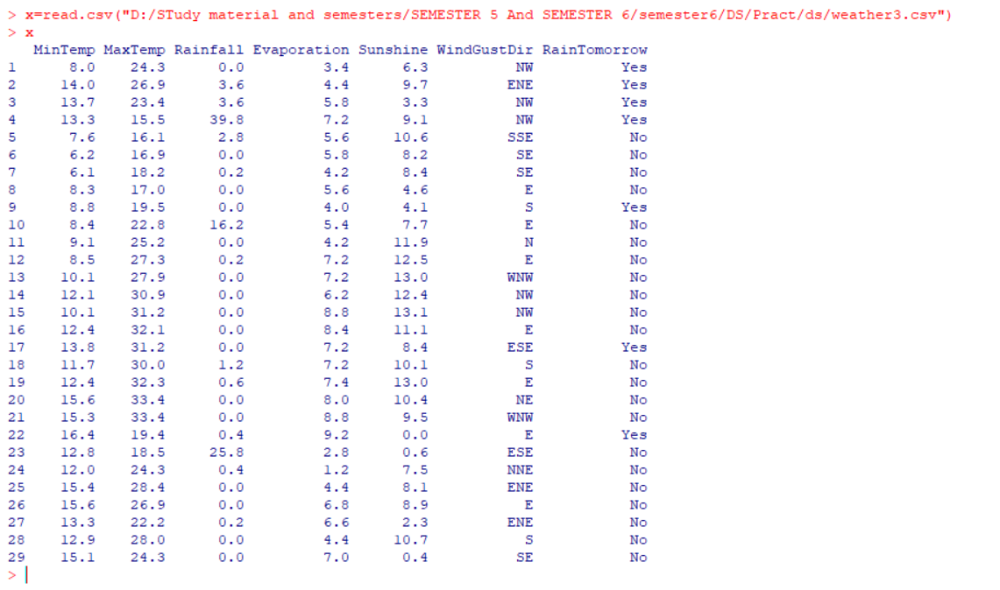 > x=read.csv("D:/STudy material and semesters/SEMESTER 5 And SEMESTER 6/semester6/DS/Pract/ds/weather3.csv")
> x
MinTemp MaxTemp Rainfall Evaporation Sunshine WindGustDir RainTomorrow
1 8.0 24.3 0.0 3.4 6.3 NW Yes
2 14.0 26.9 3.6 4.4 9.7 ENE Yes
3 13.7 23.4 3.6 5.8 3.3 NW Yes
4 13.3 15.5 39.8 7.2 9.1 NW Yes
5 7.6 16.1 2.8 5.6 10.6 SSE No
6 6.2 16.9 0.0 5.8 8.2 SE No
7 6.1 18.2 0.2 4.2 8.4 SE No
8 8.3 17.0 0.0 5.6 4.6 E No
9 8.8 19.5 0.0 4.0 4.1 S Yes
10 8.4 22.8 16.2 5.4 7.7 E No
11 9.1 25.2 0.0 4.2 11.9 N No
12 8.5 27.3 0.2 7.2 12.5 E No
13 10.1 27.9 0.0 7.2 13.0 WNW No
14 12.1 30.9 0.0 6.2 12.4 NW No
15 10.1 31.2 0.0 8.8 13.1 NW No
16 12.4 32.1 0.0 8.4 11.1 E No
17 13.8 31.2 0.0 7.2 8.4 ESE Yes
18 11.7 30.0 1.2 7.2 10.1 S No
19 12.4 32.3 0.6 7.4 13.0 E No
20 15.6 33.4 0.0 8.0 10.4 NE No
21 15.3 33.4 0.0 8.8 9.5 WNW No
22 16.4 19.4 0.4 9.2 0.0 E Yes
23 12.8 18.5 25.8 2.8 0.6 ESE No
24 12.0 24.3 0.4 1.2 7.5 NNE No
25 15.4 28.4 0.0 4.4 8.1 ENE No
26 15.6 26.9 0.0 6.8 8.9 E No
27 13.3 22.2 0.2 6.6 2.3 ENE No
28 12.9 28.0 0.0 4.4 10.7 S No
29 15.1 24.3 0.0 7.0 0.4 SE No
>